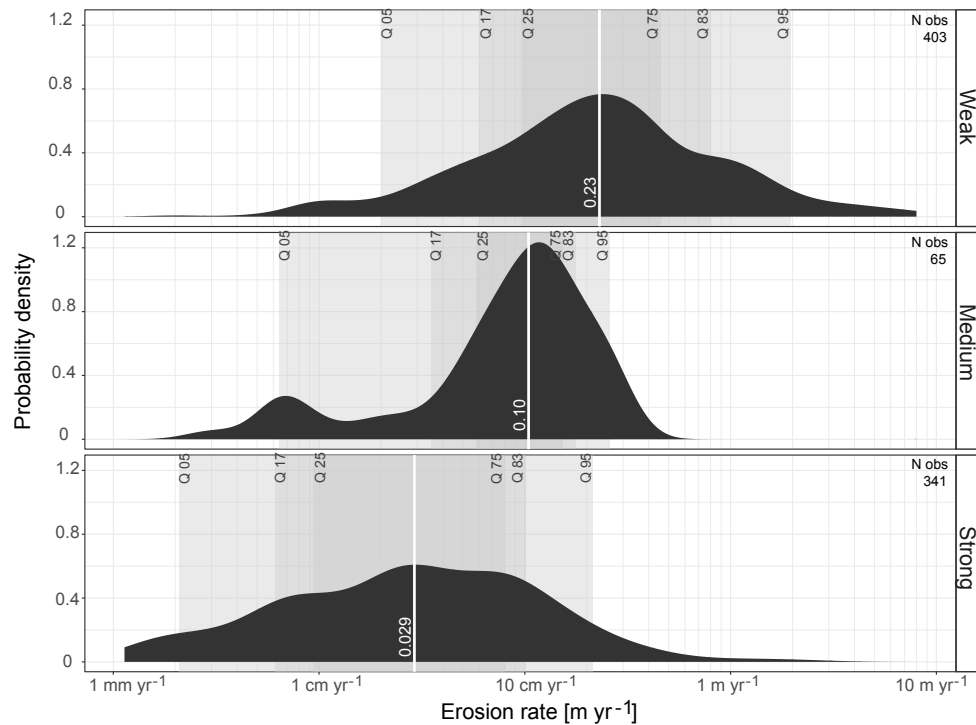 Probability density
1.2
0.8
0.4
0
Q 05
Q 17
Q 25
Q 75
Q 83
Q 95
N obs
403
0.23
Weak
1.2
0.8
0.4
0
Q 05
Q 17
Q 25
Q 75
Q 83
Q 95
N obs
65
0.10
Medium
1.2
0.8
0.4
0
Q 05
Q 17
Q 25
Q 75
Q 83
Q 95
N obs
341
0.029
Strong
1 mm yr⁻¹
1 cm yr⁻¹
10 cm yr⁻¹
1 m yr⁻¹
10 m yr⁻¹
Erosion rate [m yr⁻¹]